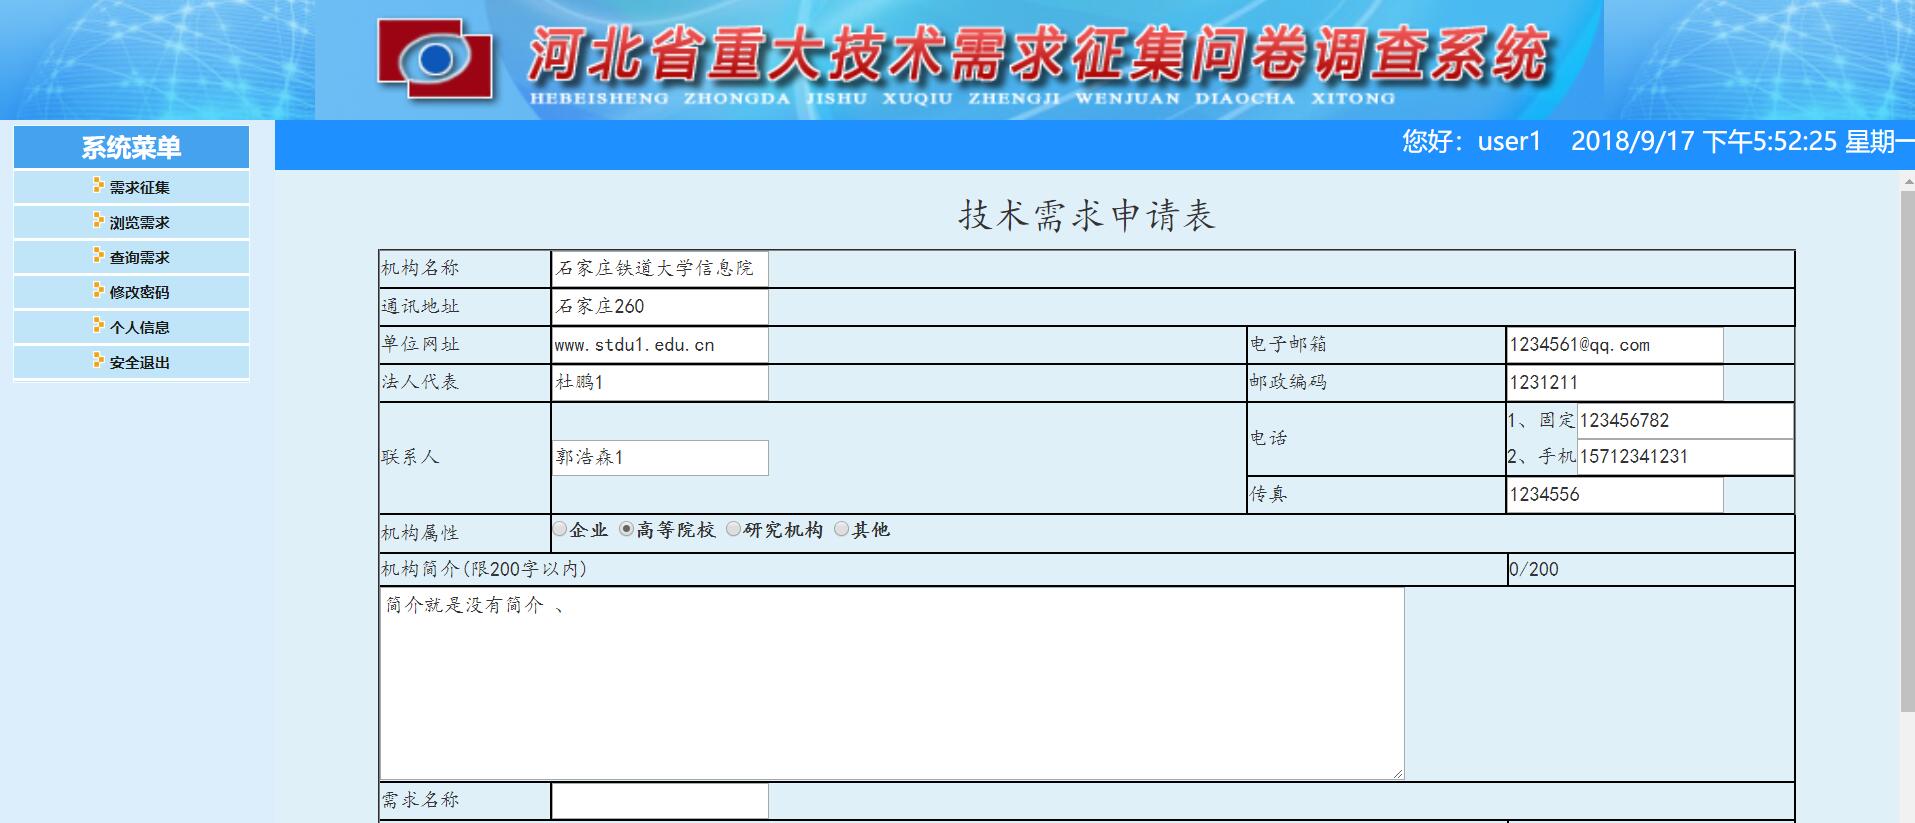 河北省重大技术需求征集问卷调查系统
HEBEISHENG ZHONGDA JISHU XUQIU ZHENGJI WENJUAN DIAOCHA XITONG
您好：user1 2018/9/17 下午5:52:25 星期一
系统菜单
需求征集
浏览需求
查询需求
修改密码
个人信息
安全退出
技术需求申请表
机构名称 石家庄铁道大学信息院
通讯地址 石家庄260
单位网址 www.stdu1.edu.cn 电子邮箱 1234561@qq.com
法人代表 杜鹏1 邮政编码 1231211
联系人 郭浩森1 电话 1、固定 123456782
2、手机 15712341231
传真 1234556
机构属性 企业 高等院校 研究机构 其他
机构简介(限200字以内) 0/200
简介就是没有简介 、
需求名称